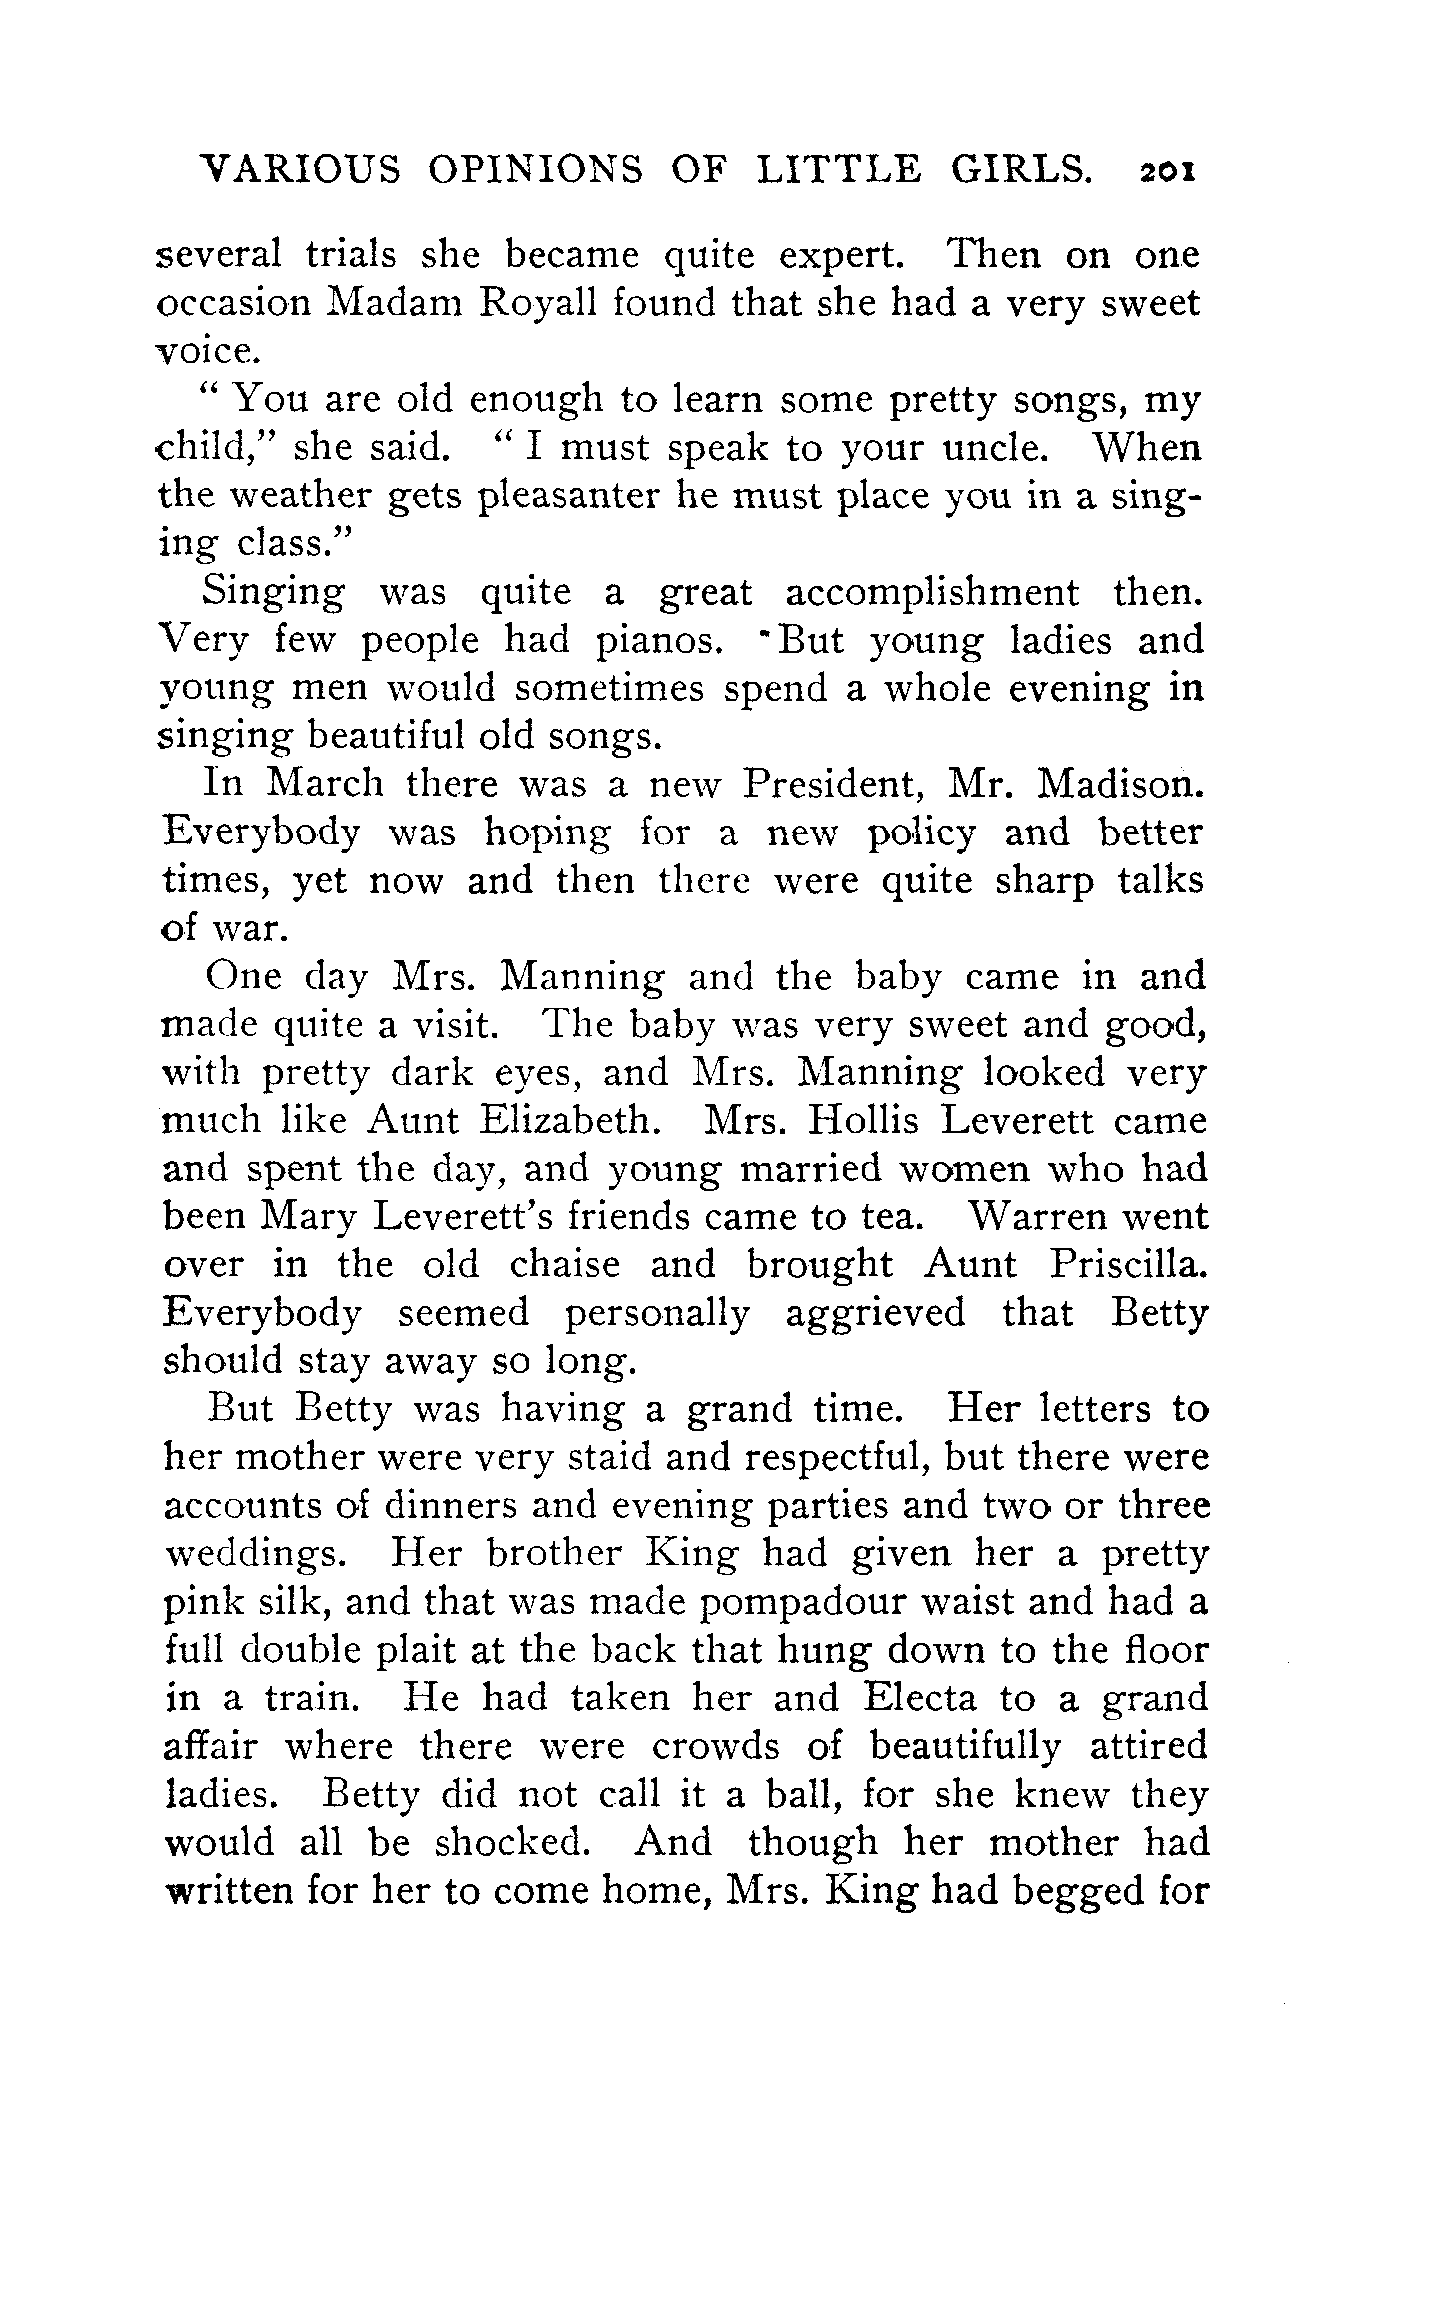 VARIOUS OPINIONS OF LITTLE GIRLS. 201
several trials she became quite expert. Then on one
occasion Madam Royall found that she had a very sweet
voice.
" You are old enough to learn some pretty songs, my
child," she said. " I must speak to your uncle. When
the weather gets pleasanter he must place you in a sing-
ing class."
Singing was quite a great accomplishment then.
Very few people had pianos. But young ladies and
young men would sometimes spend a whole evening in
singing beautiful old songs.
In March there was a new President, Mr. Madison.
Everybody was hoping for a new policy and better
times, yet now and then there were quite sharp talks
of war.
One day Mrs. Manning and the baby came in and
made quite a visit. The baby was very sweet and good,
with pretty dark eyes, and Mrs. Manning looked very
much like Aunt Elizabeth. Mrs. Hollis Leverett came
and spent the day, and young married women who had
been Mary Leverett's friends came to tea. Warren went
over in the old chaise and brought Aunt Priscilla.
Everybody seemed personally aggrieved that Betty
should stay away so long.
But Betty was having a grand time. Her letters to
her mother were very staid and respectful, but there were
accounts of dinners and evening parties and two or three
weddings. Her brother King had given her a pretty
pink silk, and that was made pompadour waist and had a
full double plait at the back that hung down to the floor
in a train. He had taken her and Electa to a grand
affair where there were crowds of beautifully attired
ladies. Betty did not call it a ball, for she knew they
would all be shocked. And though her mother had
written for her to come home, Mrs. King had begged for